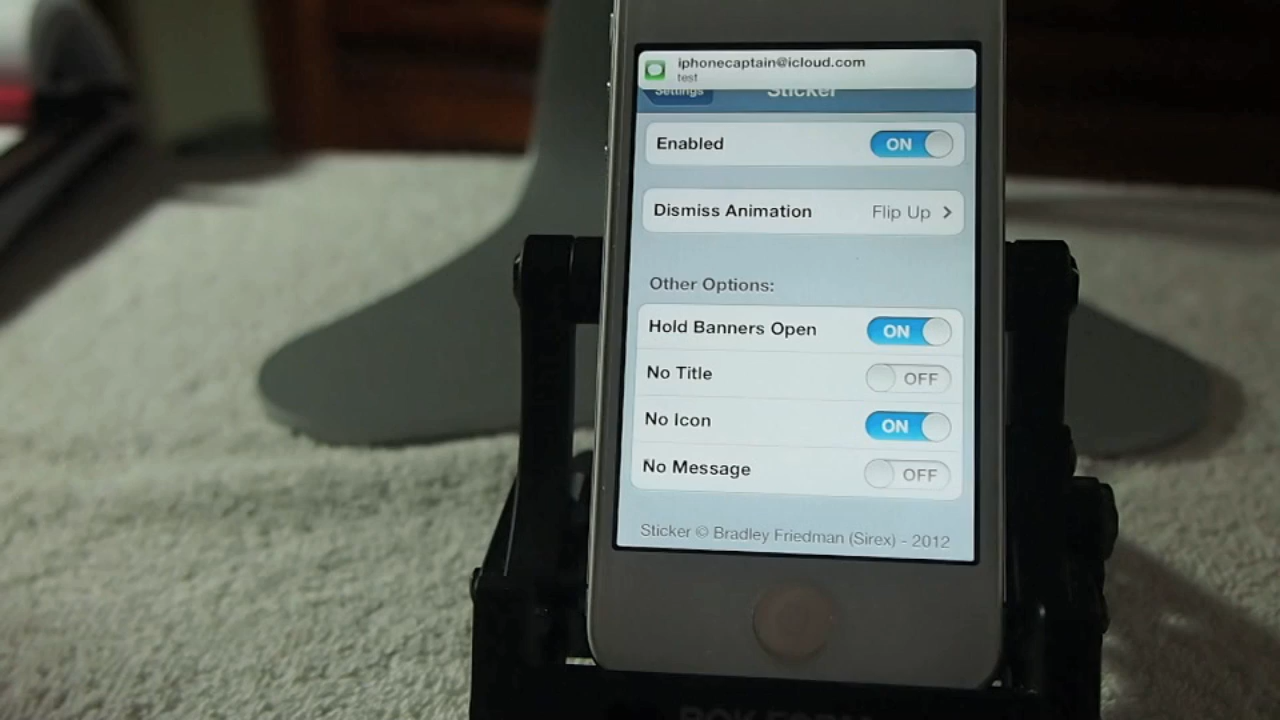 iphonecaptain@icloud.com
test
Settings
Sticker
Enabled ON
Dismiss Animation Flip Up
Other Options:
Hold Banners Open ON
No Title OFF
No Icon ON
No Message OFF
Sticker © Bradley Friedman (Sirex) - 2012